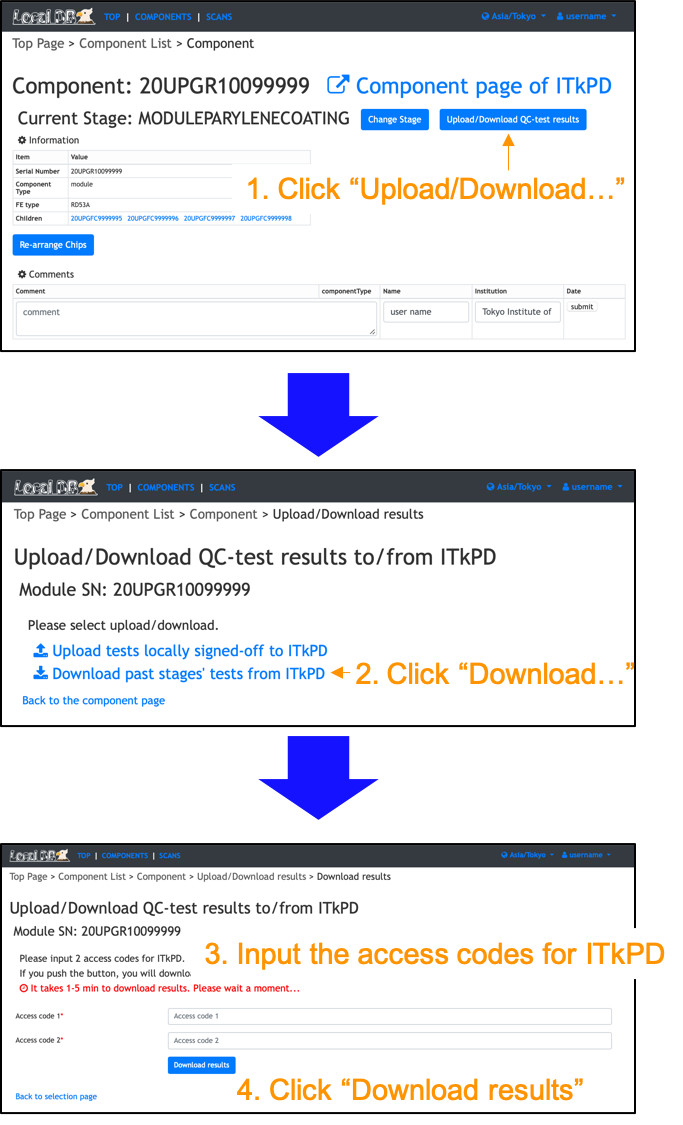 Local DB TOP | COMPONENTS | SCANS Asia/Tokyo username
Top Page > Component List > Component
Component: 20UPGR10099999 Component page of ITkPD
Current Stage: MODULEPARYLENECOATING Change Stage Upload/Download QC-test results
Information
Item Value
Serial Number 20UPGR10099999
Component Type module
FE type RD53A
Children 20UPGFC9999995 20UPGFC9999996 20UPGFC9999997 20UPGFC9999998
1. Click “Upload/Download…”
Re-arrange Chips
Comments
Comment componentType Name Institution Date
comment user name Tokyo Institute of submit
Local DB TOP | COMPONENTS | SCANS Asia/Tokyo username
Top Page > Component List > Component > Upload/Download results
Upload/Download QC-test results to/from ITkPD
Module SN: 20UPGR10099999
Please select upload/download.
Upload tests locally signed-off to ITkPD
Download past stages' tests from ITkPD 2. Click “Download…”
Back to the component page
Local DB TOP | COMPONENTS | SCANS Asia/Tokyo username
Top Page > Component List > Component > Upload/Download results > Download results
Upload/Download QC-test results to/from ITkPD
Module SN: 20UPGR10099999
3. Input the access codes for ITkPD
Please input 2 access codes for ITkPD.
If you push the button, you will downlo
It takes 1-5 min to download results. Please wait a moment...
Access code 1* Access code 1
Access code 2* Access code 2
Download results
4. Click “Download results”
Back to selection page